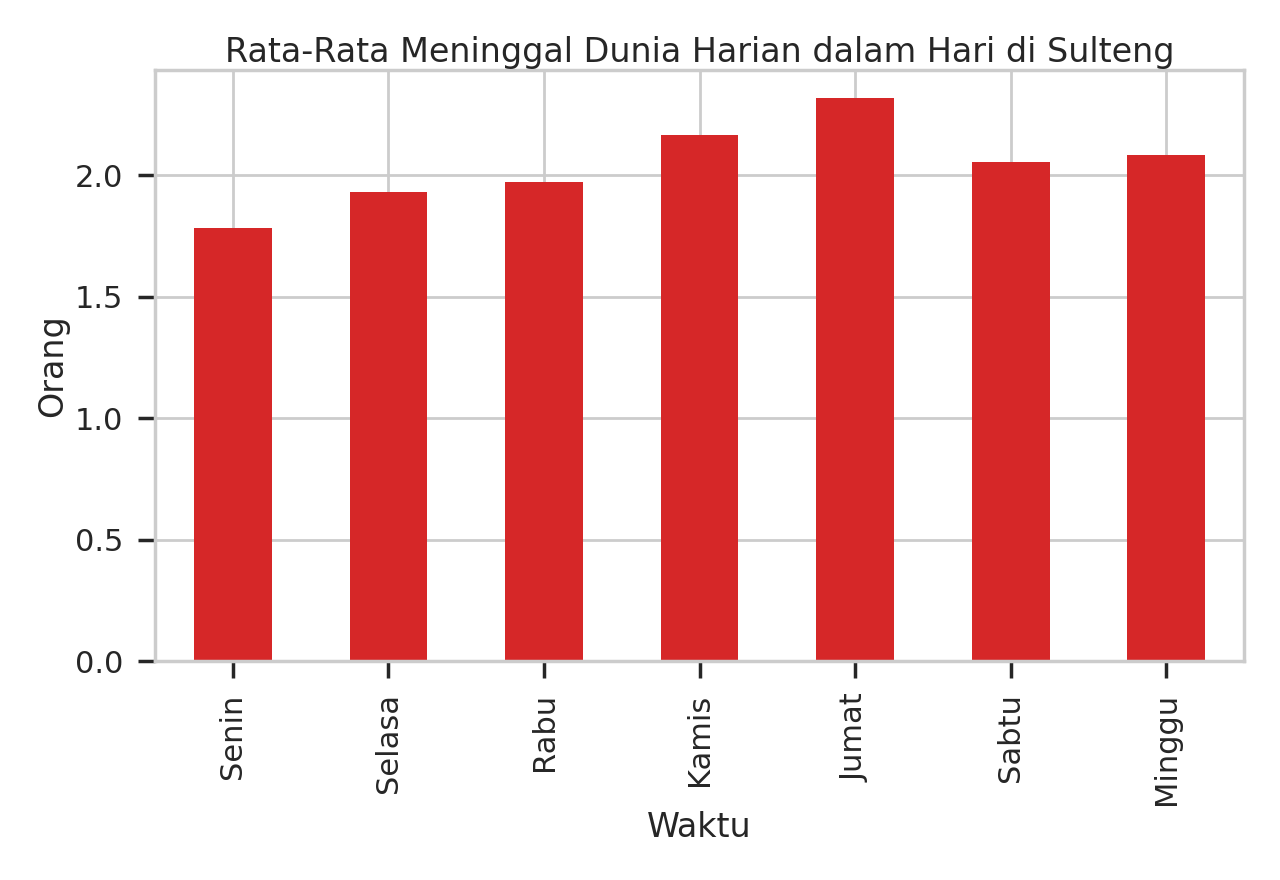 Rata-Rata Meninggal Dunia Harian dalam Hari di Sulteng
Orang
2.0
1.5
1.0
0.5
0.0
Senin
Selasa
Rabu
Kamis
Jumat
Sabtu
Minggu
Waktu